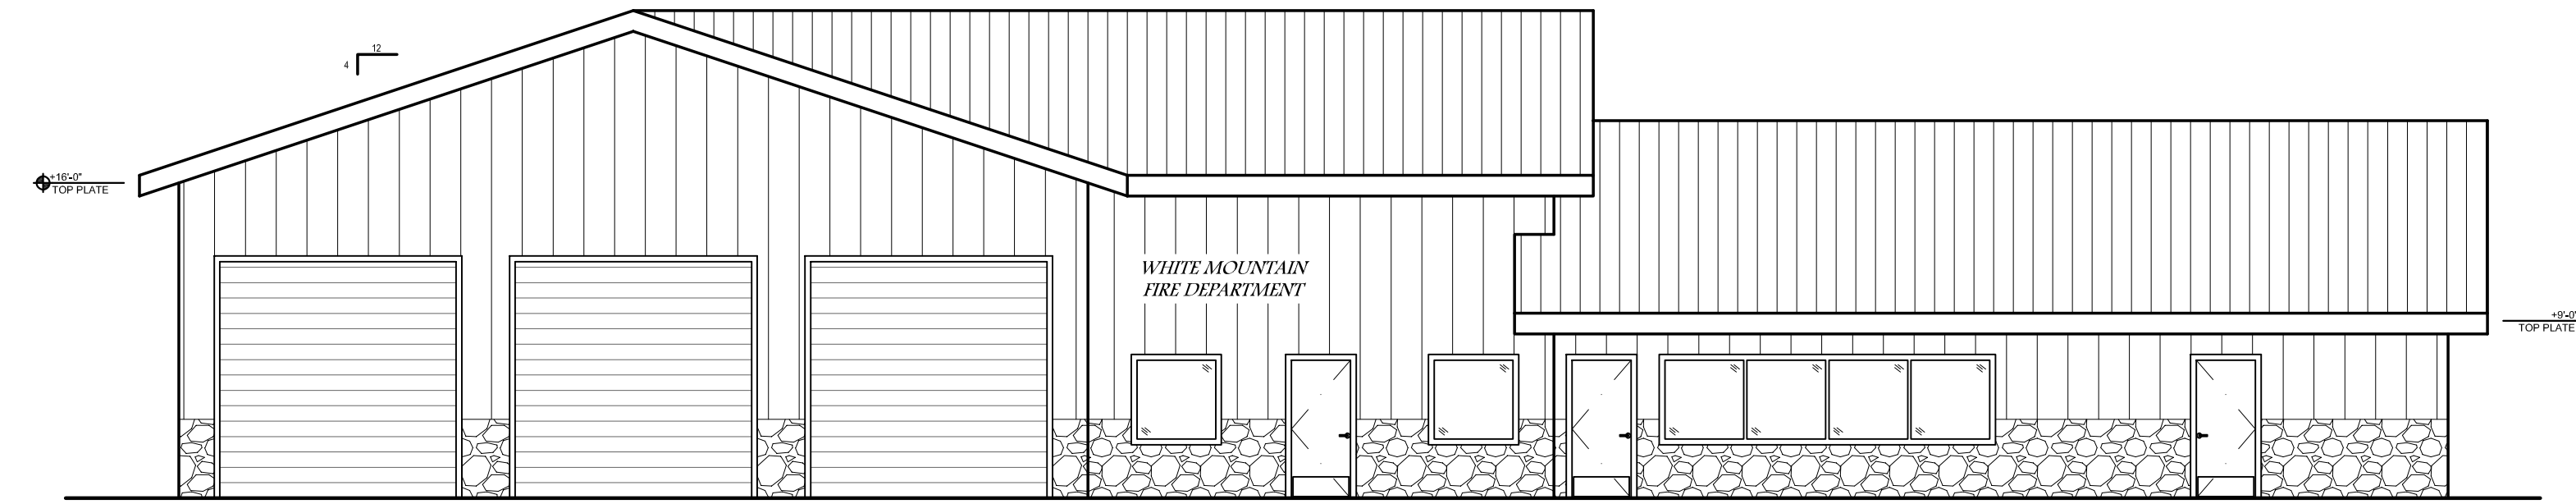 12
4
+16'-0"
TOP PLATE
WHITE MOUNTAIN
FIRE DEPARTMENT
+9'-0"
TOP PLATE